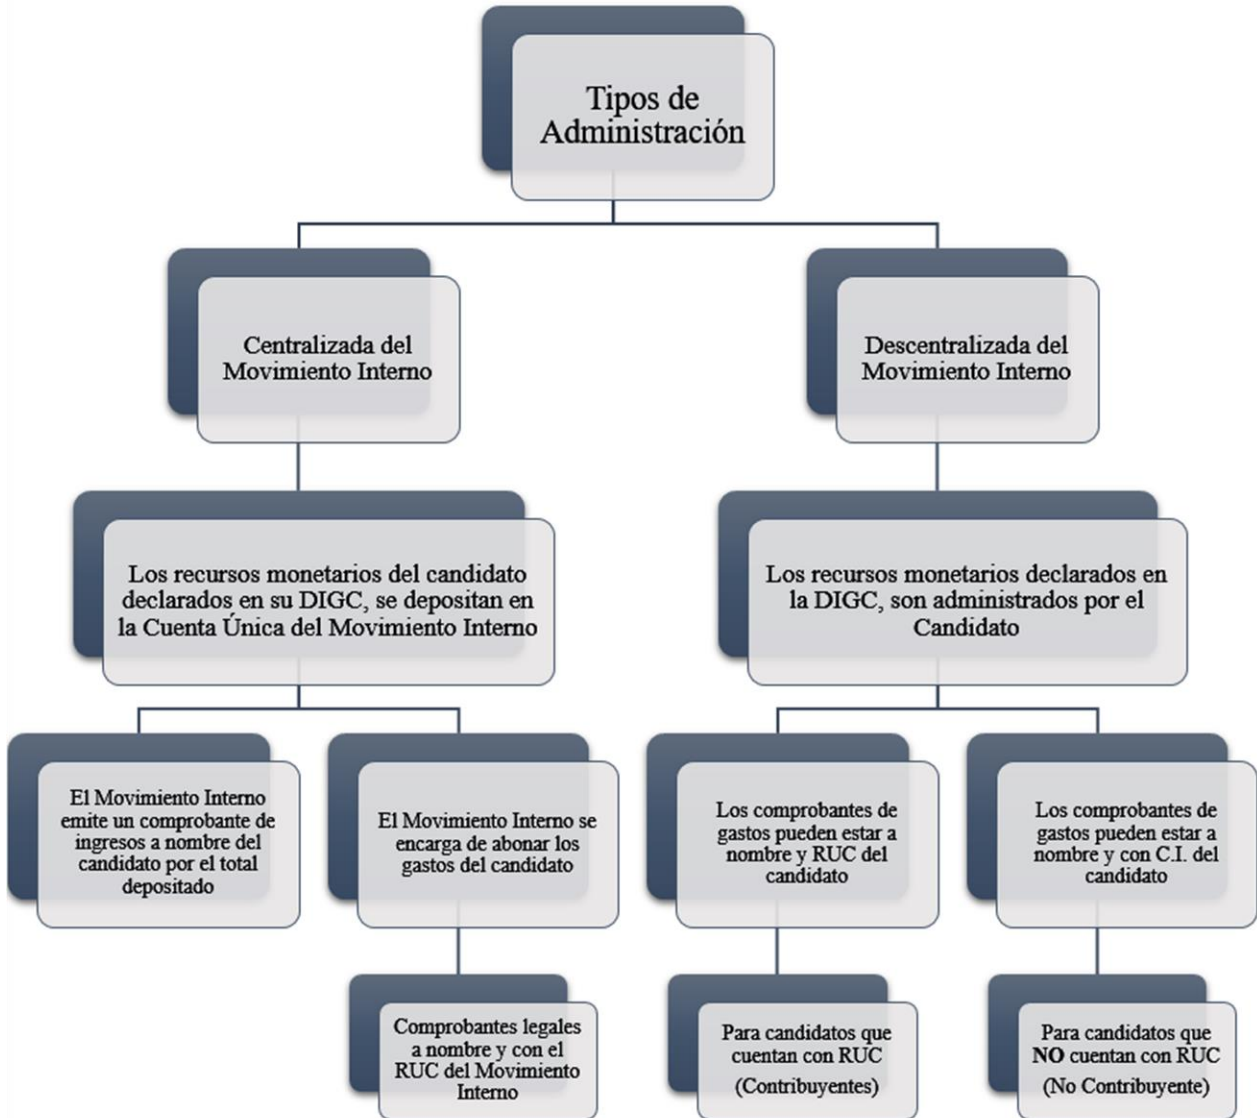 Tipos de
Administración
Centralizada del
Movimiento Interno
Descentralizada del
Movimiento Interno
Los recursos monetarios del candidato
declarados en su DIGC, se depositan en
la Cuenta Única del Movimiento Interno
Los recursos monetarios declarados en
la DIGC, son administrados por el
Candidato
El Movimiento Interno
emite un comprobante de
ingresos a nombre del
candidato por el total
depositado
El Movimiento Interno se
encarga de abonar los
gastos del candidato
Los comprobantes de
gastos pueden estar a
nombre y RUC del
candidato
Los comprobantes de
gastos pueden estar a
nombre y con C.I. del
candidato
Comprobantes legales
a nombre y con el
RUC del Movimiento
Interno
Para candidatos que
cuentan con RUC
(Contribuyentes)
Para candidatos que
NO cuentan con RUC
(No Contribuyente)